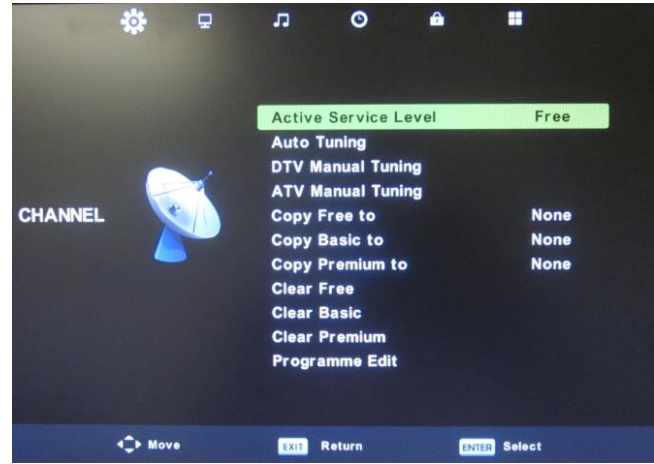 Active Service Level Free
Auto Tuning
DTV Manual Tuning
ATV Manual Tuning
CHANNEL
Copy Free to None
Copy Basic to None
Copy Premium to None
Clear Free
Clear Basic
Clear Premium
Programme Edit
Move EXIT Return ENTER Select